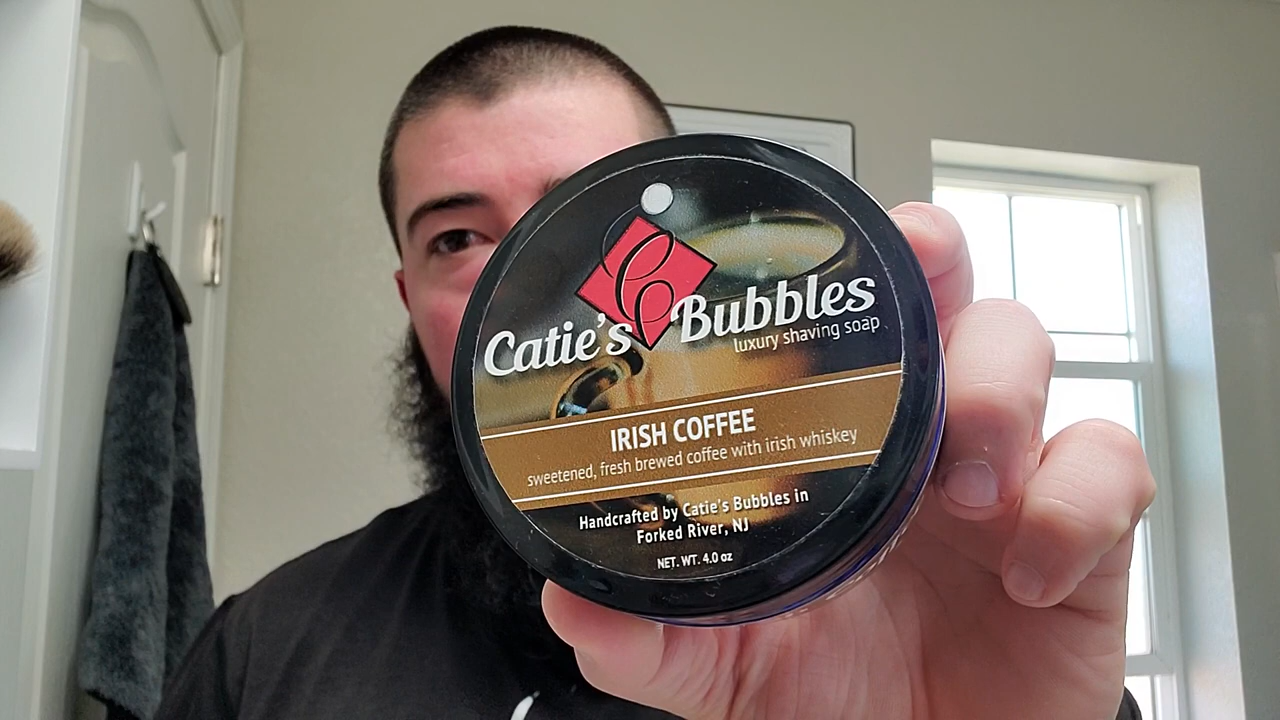 Catie's Bubbles
luxury shaving soap
IRISH COFFEE
sweetened, fresh brewed coffee with irish whiskey
Handcrafted by Catie's Bubbles in
Forked River, NJ
NET. WT. 4.0 oz